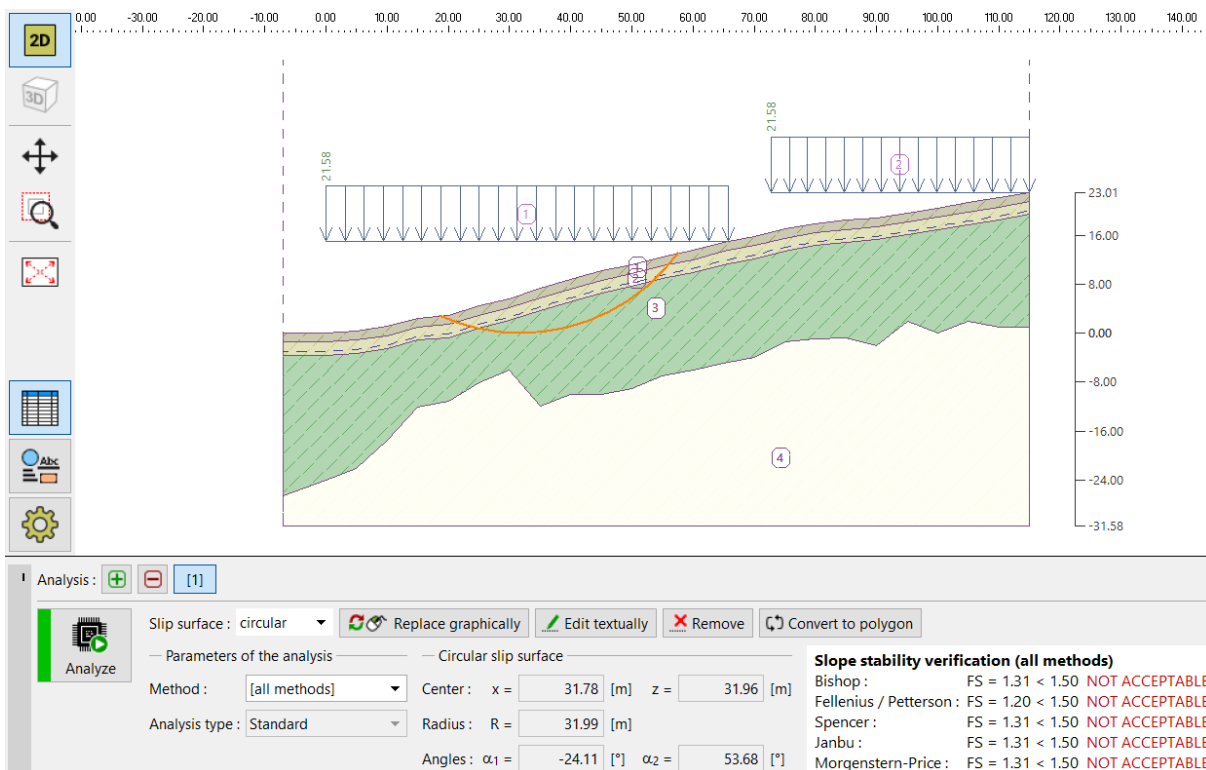 0.00 -30.00 -20.00 -10.00 0.00 10.00 20.00 30.00 40.00 50.00 60.00 70.00 80.00 90.00 100.00 110.00 120.00 130.00 140.00
2D
3D
21.58
2
21.58
1
23.01
16.00
8.00
3
0.00
-8.00
-16.00
4
-24.00
-31.58
Abc
Analysis : [1]
Slip surface : circular Replace graphically Edit textually Remove Convert to polygon
Analyze
Parameters of the analysis Circular slip surface Slope stability verification (all methods)
Method : [all methods] Center : x = 31.78 [m] z = 31.96 [m] Bishop : FS = 1.31 < 1.50 NOT ACCEPTABLE
Fellenius / Petterson : FS = 1.20 < 1.50 NOT ACCEPTABLE
Analysis type : Standard Radius : R = 31.99 [m] Spencer : FS = 1.31 < 1.50 NOT ACCEPTABLE
Janbu : FS = 1.31 < 1.50 NOT ACCEPTABLE
Angles : α1 = -24.11 [°] α2 = 53.68 [°] Morgenstern-Price : FS = 1.31 < 1.50 NOT ACCEPTABLE